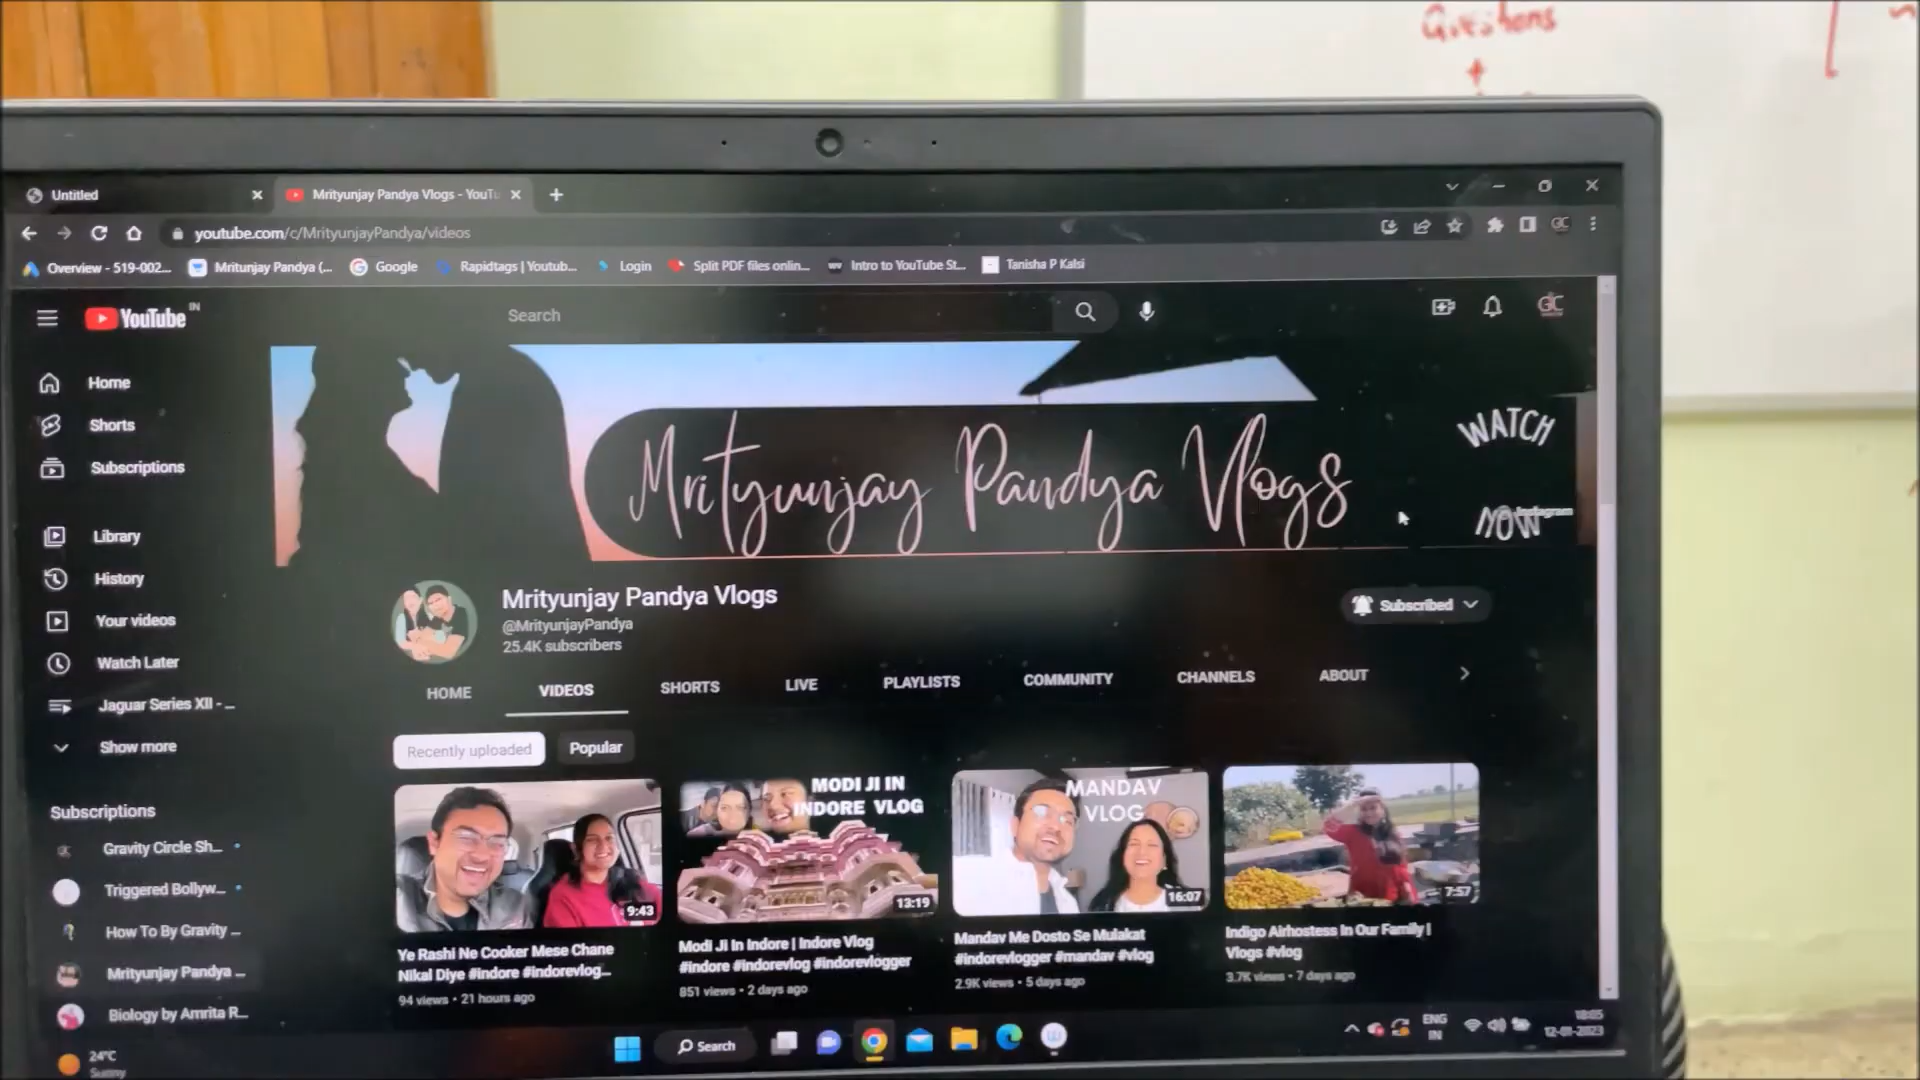 Questions
+
Untitled
Mrityunjay Pandya Vlogs - YouTu
youtube.com/c/MrityunjayPandya/videos
Overview - 519-002...
Mritunjay Pandya (...
Google
Rapidtags | Youtub...
Login
Split PDF files onlin...
Intro to YouTube St...
Tanisha P Kalsi
YouTube IN
Search
GC
Home
Shorts
Subscriptions
Library
History
Your videos
Watch Later
Jaguar Series XII - ...
Show more
Subscriptions
Gravity Circle Sh...
Triggered Bollyw...
How To By Gravity ...
Mrityunjay Pandya ...
Biology by Amrita R...
Mrityunjay Pandya Vlogs
WATCH
NOW
Instagram
Mrityunjay Pandya Vlogs
@MrityunjayPandya
25.4K subscribers
Subscribed
HOME
VIDEOS
SHORTS
LIVE
PLAYLISTS
COMMUNITY
CHANNELS
ABOUT
Recently uploaded
Popular
9:43
Ye Rashi Ne Cooker Mese Chane
Nikal Diye #indore #indorevlog...
94 views • 21 hours ago
MODI JI IN
INDORE VLOG
13:19
Modi Ji In Indore | Indore Vlog
#indore #indorevlog #indorevlogger
851 views • 2 days ago
MANDAV
VLOG
16:07
Mandav Me Dosto Se Mulakat
#indorevlogger #mandav #vlog
2.9K views • 5 days ago
7:57
Indigo Airhostess In Our Family |
Vlogs #vlog
3.7K views • 7 days ago
24°C
Sunny
Search
ENG
IN
18:05
12-01-2023